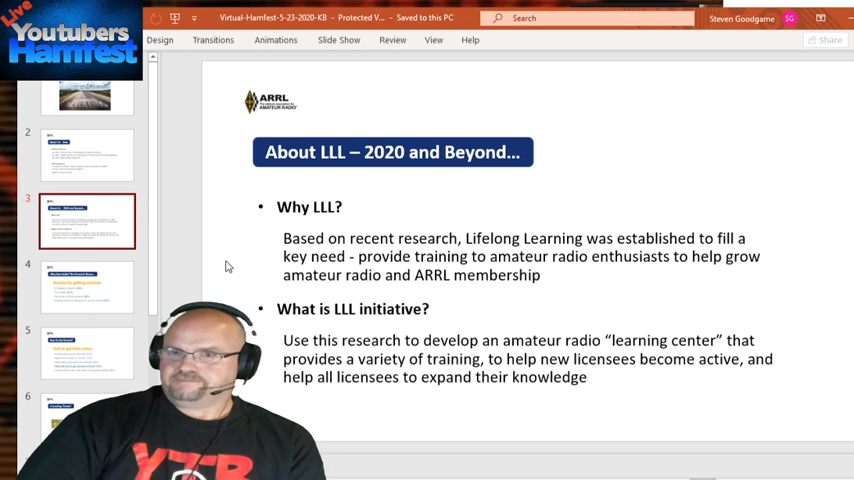 Live
Youtubers
Hamfest
Virtual-Hamfest-5-23-2020-KB - Protected V... - Saved to this PC
Search
Steven Goodgame
SG
Design
Transitions
Animations
Slide Show
Review
View
Help
Share
2
3
4
5
6
ARRL
AMATEUR RADIO
About LLL – 2020 and Beyond...
• Why LLL?
Based on recent research, Lifelong Learning was established to fill a
key need - provide training to amateur radio enthusiasts to help grow
amateur radio and ARRL membership
• What is LLL initiative?
Use this research to develop an amateur radio “learning center” that
provides a variety of training, to help new licensees become active, and
help all licensees to expand their knowledge
YTR